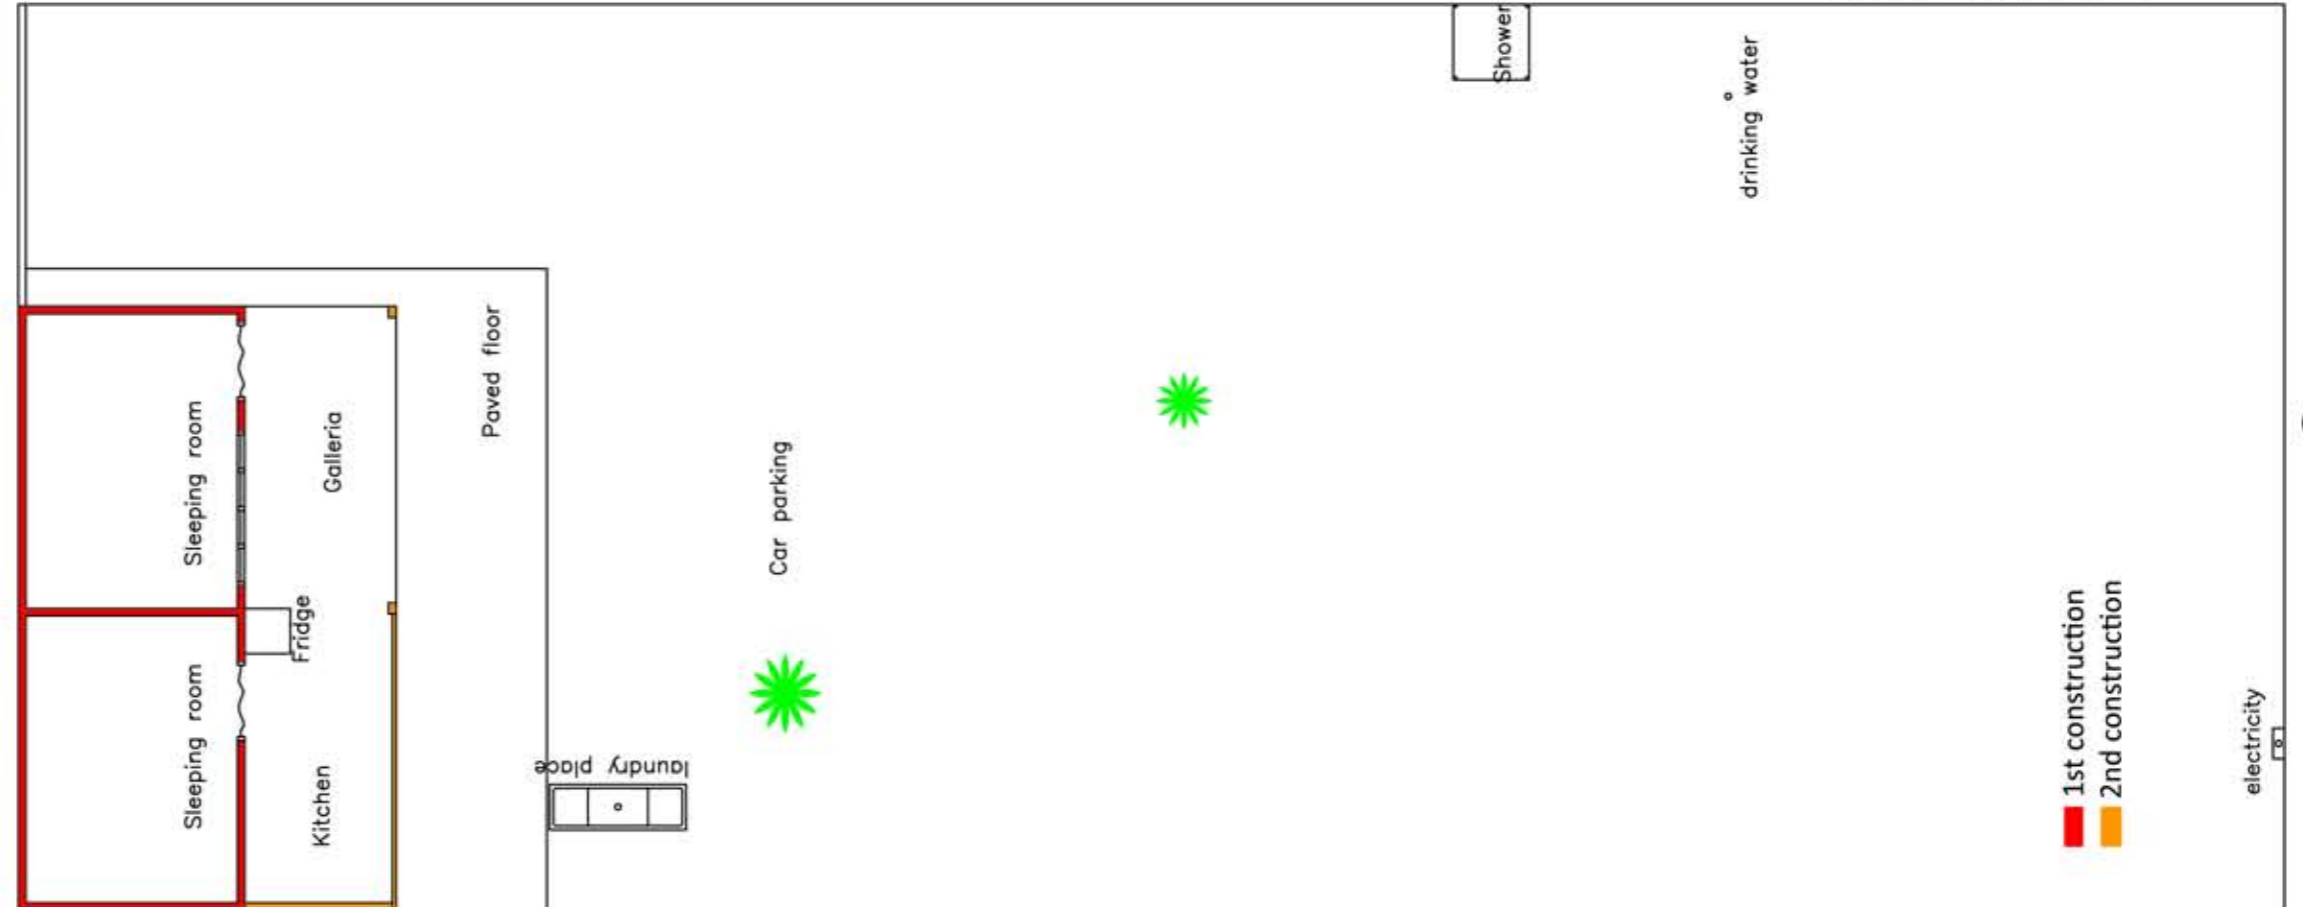 Sleeping room
Sleeping room
Galleria
Fridge
Kitchen
Paved floor
laundry place
Car parking
Shower
drinking water
1st construction
2nd construction
electricity